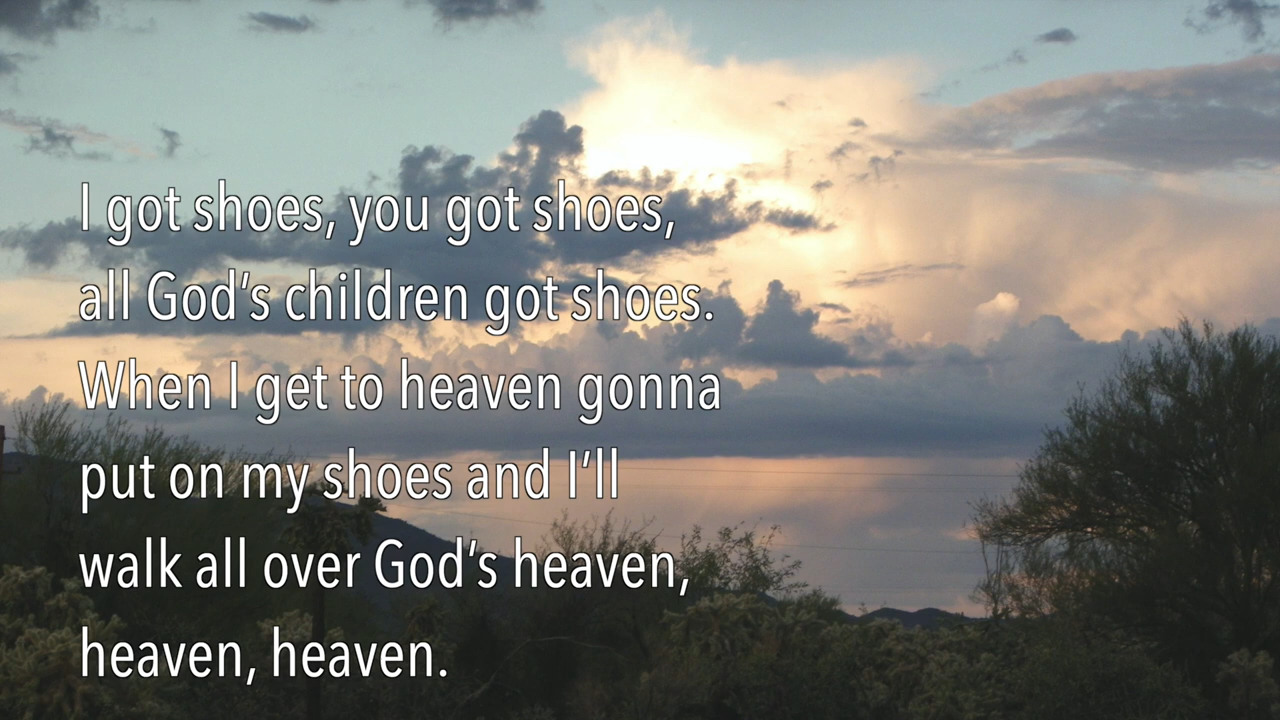 I got shoes, you got shoes,
all God’s children got shoes.
When I get to heaven gonna
put on my shoes and I’ll
walk all over God’s heaven,
heaven, heaven.